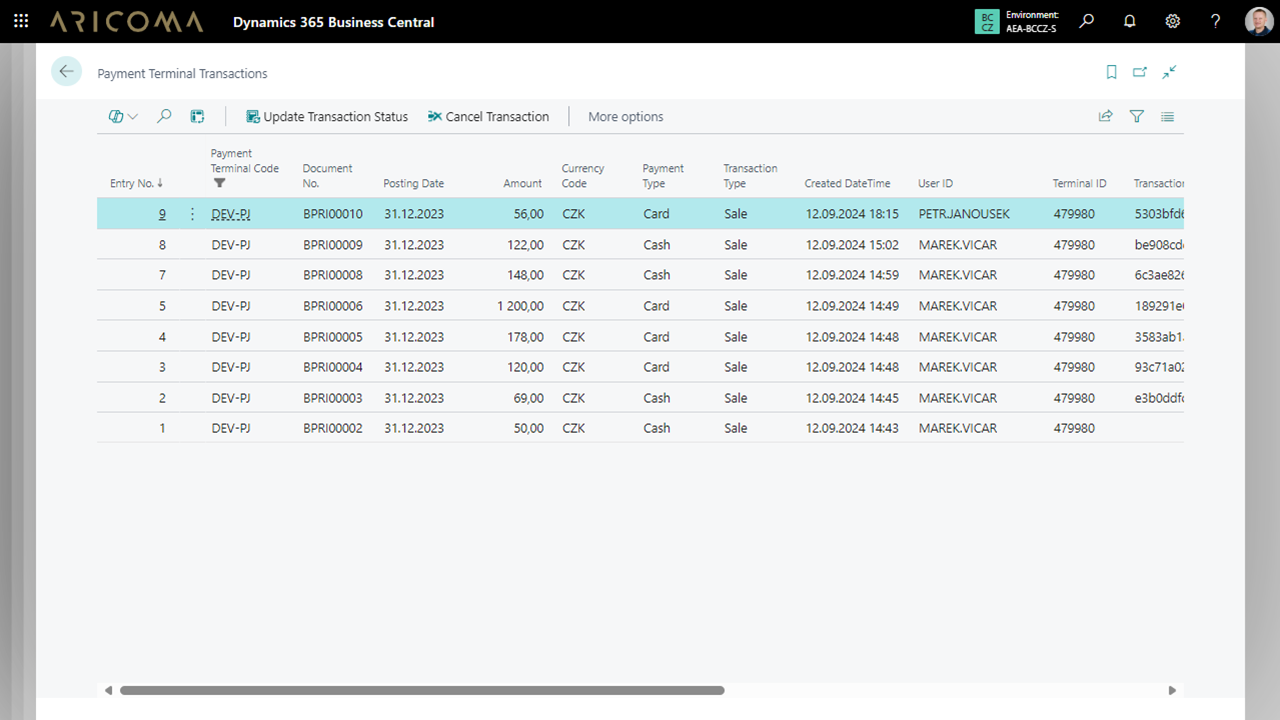 ARICOMA
Dynamics 365 Business Central
BC CZ
Environment:
AEA-BCCZ-S
?
Payment Terminal Transactions
Update Transaction Status
Cancel Transaction
More options
Entry No. ↓ Payment Terminal Code Document No. Posting Date Amount Currency Code Payment Type Transaction Type Created DateTime User ID Terminal ID Transaction
9 DEV-PJ BPRI00010 31.12.2023 56,00 CZK Card Sale 12.09.2024 18:15 PETR.JANOUSEK 479980 5303bfd6
8 DEV-PJ BPRI00009 31.12.2023 122,00 CZK Cash Sale 12.09.2024 15:02 MAREK.VICAR 479980 be908cd
7 DEV-PJ BPRI00008 31.12.2023 148,00 CZK Cash Sale 12.09.2024 14:59 MAREK.VICAR 479980 6c3ae826
5 DEV-PJ BPRI00006 31.12.2023 1 200,00 CZK Card Sale 12.09.2024 14:49 MAREK.VICAR 479980 189291e
4 DEV-PJ BPRI00005 31.12.2023 178,00 CZK Card Sale 12.09.2024 14:48 MAREK.VICAR 479980 3583ab1
3 DEV-PJ BPRI00004 31.12.2023 120,00 CZK Card Sale 12.09.2024 14:48 MAREK.VICAR 479980 93c71a02
2 DEV-PJ BPRI00003 31.12.2023 69,00 CZK Cash Sale 12.09.2024 14:45 MAREK.VICAR 479980 e3b0ddf
1 DEV-PJ BPRI00002 31.12.2023 50,00 CZK Cash Sale 12.09.2024 14:43 MAREK.VICAR 479980